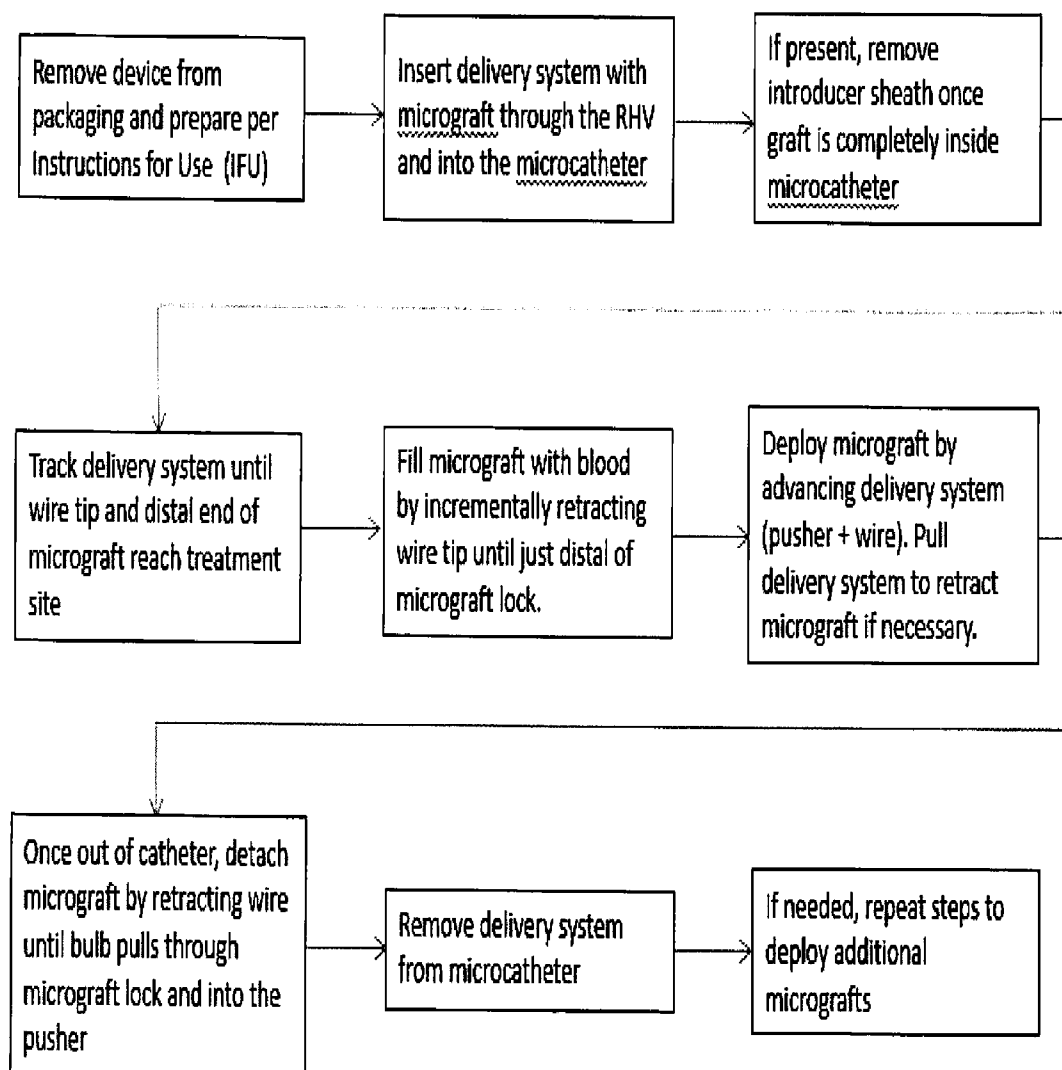 Remove device from
packaging and prepare per
Instructions for Use (IFU)
Insert delivery system with
micrograft through the RHV
and into the microcatheter
If present, remove
introducer sheath once
graft is completely inside
microcatheter
Track delivery system until
wire tip and distal end of
micrograft reach treatment
site
Fill micrograft with blood
by incrementally retracting
wire tip until just distal of
micrograft lock.
Deploy micrograft by
advancing delivery system
(pusher + wire). Pull
delivery system to retract
micrograft if necessary.
Once out of catheter, detach
micrograft by retracting wire
until bulb pulls through
micrograft lock and into the
pusher
Remove delivery system
from microcatheter
If needed, repeat steps to
deploy additional
micrografts